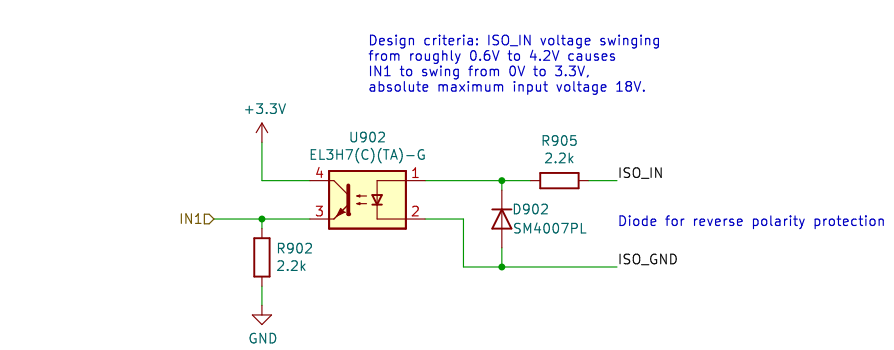 Design criteria: ISO_IN voltage swinging
from roughly 0.6V to 4.2V causes
IN1 to swing from 0V to 3.3V,
absolute maximum input voltage 18V.
+3.3V
U902
EL3H7(C)(TA)-G
R905
2.2k
4
1
ISO_IN
3
2
IN1
D902
SM4007PL
Diode for reverse polarity protection
R902
2.2k
ISO_GND
GND